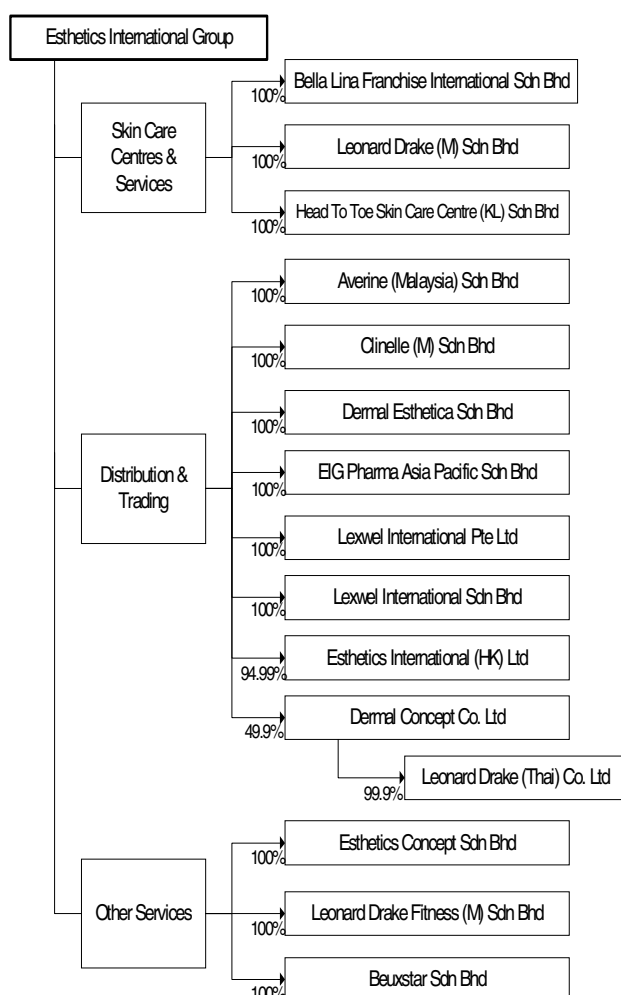 Esthetics International Group
Bella Lina Franchise International Sdn Bhd
100%
Skin Care
Centres &
Services
Leonard Drake (M) Sdn Bhd
100%
Head To Toe Skin Care Centre (KL) Sdn Bhd
100%
Averine (Malaysia) Sdn Bhd
100%
Clinelle (M) Sdn Bhd
100%
Dermal Esthetica Sdn Bhd
100%
Distribution &
Trading
EIG Pharma Asia Pacific Sdn Bhd
100%
Lexwel International Pte Ltd
100%
Lexwel International Sdn Bhd
100%
Esthetics International (HK) Ltd
94.99%
Dermal Concept Co. Ltd
49.9%
Leonard Drake (Thai) Co. Ltd
99.9%
Esthetics Concept Sdn Bhd
100%
Other Services
Leonard Drake Fitness (M) Sdn Bhd
100%
Beuxstar Sdn Bhd
100%